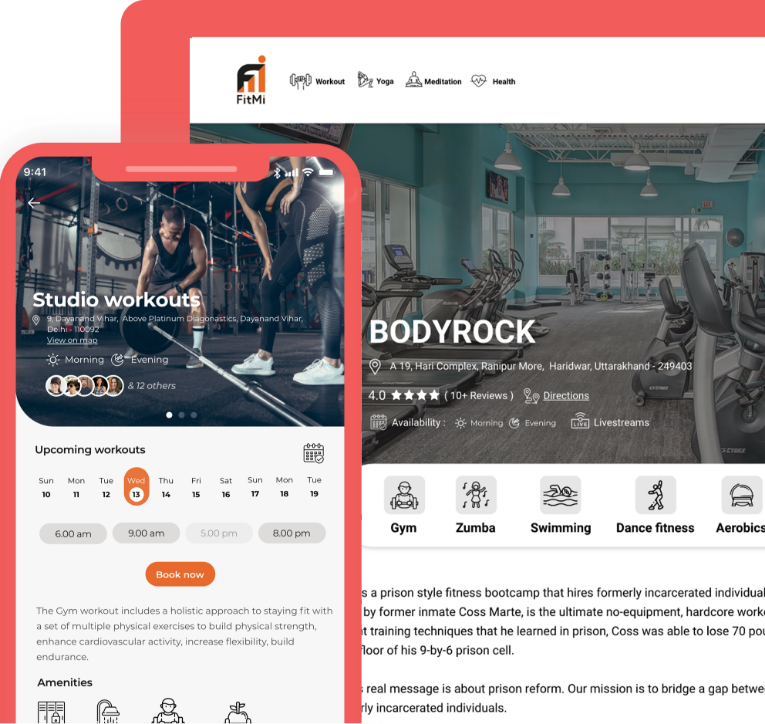 FitMi
Workout
Yoga
Meditation
Health
BODYROCK
A 19, Hari Complex, Ranipur More, Haridwar, Uttarakhand - 249403
4.0 ( 10+ Reviews ) Directions
Availability : Morning Evening LIVE Livestreams
Gym
Zumba
Swimming
Dance fitness
Aerobics
s a prison style fitness bootcamp that hires formerly incarcerated individual
by former inmate Coss Marte, is the ultimate no-equipment, hardcore work
t training techniques that he learned in prison, Coss was able to lose 70 pou
floor of his 9-by-6 prison cell.
real message is about prison reform. Our mission is to bridge a gap betwe
rly incarcerated individuals.
9:41
Studio workouts
9, Dayanand Vihar, Above Platinum Diagonastics, Dayanand Vihar,
Delhi - 110092
View on map
Morning Evening
& 12 others
Upcoming workouts
Sun Mon Tue Wed Thu Fri Sat Sun Mon Tue
10 11 12 13 14 15 16 17 18 19
6.00 am 9.00 am 5.00 pm 8.00 pm
Book now
The Gym workout includes a holistic approach to staying fit with
a set of multiple physical exercises to build physical strength,
enhance cardiovascular activity, increase flexibility, build
endurance.
Amenities